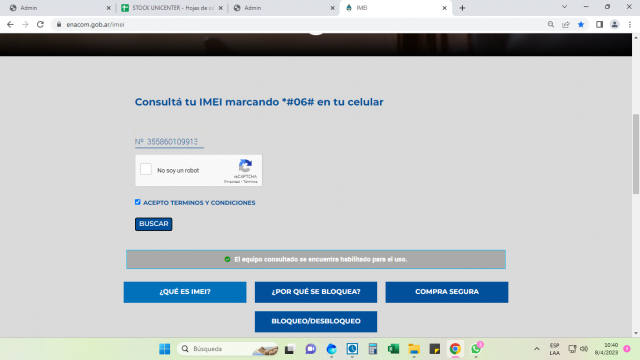 Admin
STOCK UNICENTER - Hojas de c
Admin
IMEI
enacom.gob.ar/imei
Consultá tu IMEI marcando *#06# en tu celular
Nº 355860109913
No soy un robot
reCAPTCHA
Privacidad - Términos
ACEPTO TERMINOS Y CONDICIONES
BUSCAR
El equipo consultado se encuentra habilitado para el uso.
¿QUÉ ES IMEI?
¿POR QUÉ SE BLOQUEA?
COMPRA SEGURA
BLOQUEO/DESBLOQUEO
Búsqueda
ESP
LAA
10:40
8/4/2023